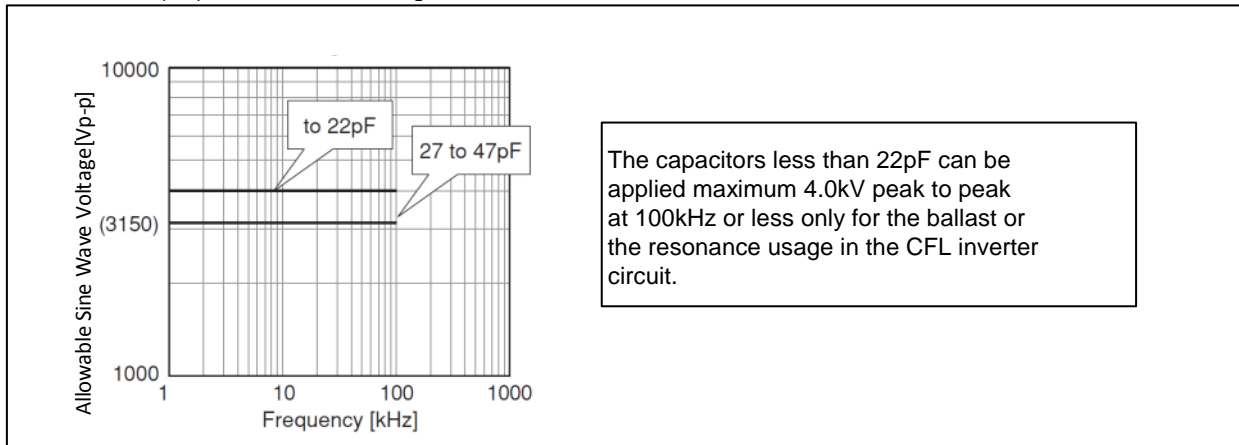 10000
to 22pF
27 to 47pF
(3150)
1000
1
10
100
1000
Frequency [kHz]
Allowable Sine Wave Voltage[Vp-p]
The capacitors less than 22pF can be
applied maximum 4.0kV peak to peak
at 100kHz or less only for the ballast or
the resonance usage in the CFL inverter
circuit.